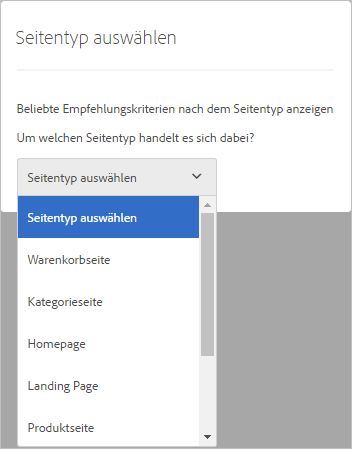 Seitentyp auswählen
Beliebte Empfehlungskriterien nach dem Seitentyp anzeigen
Um welchen Seitentyp handelt es sich dabei?
Seitentyp auswählen
Seitentyp auswählen
Warenkorbseite
Kategorieseite
Homepage
Landing Page
Produktseite